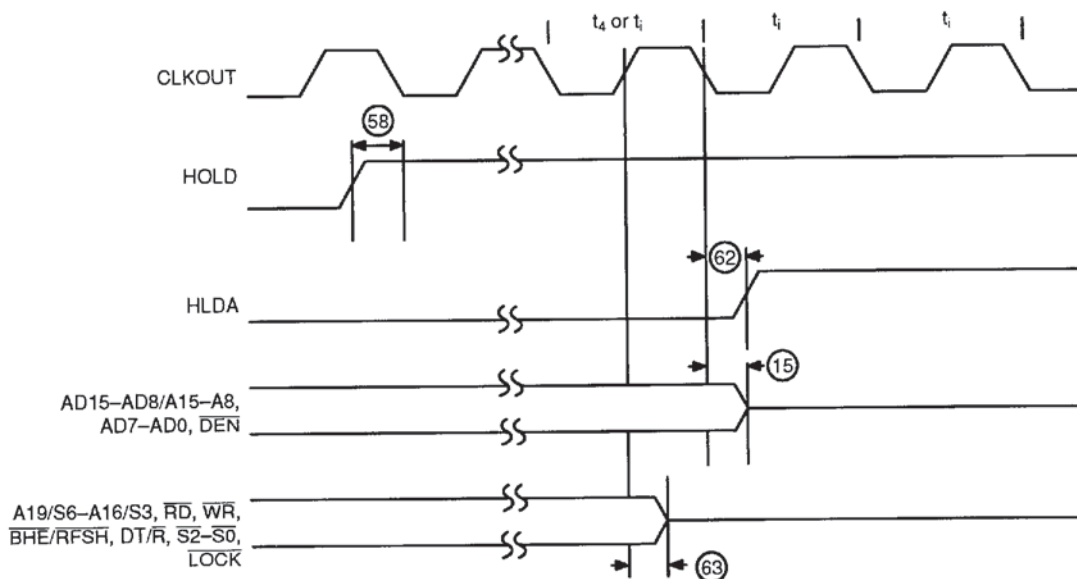 t4 or ti
ti
ti
CLKOUT
58
HOLD
62
HLDA
15
AD15–AD8/A15–A8,
AD7–AD0, DEN
A19/S6–A16/S3, RD, WR,
BHE/RFSH, DT/R, S2–S0,
LOCK
63